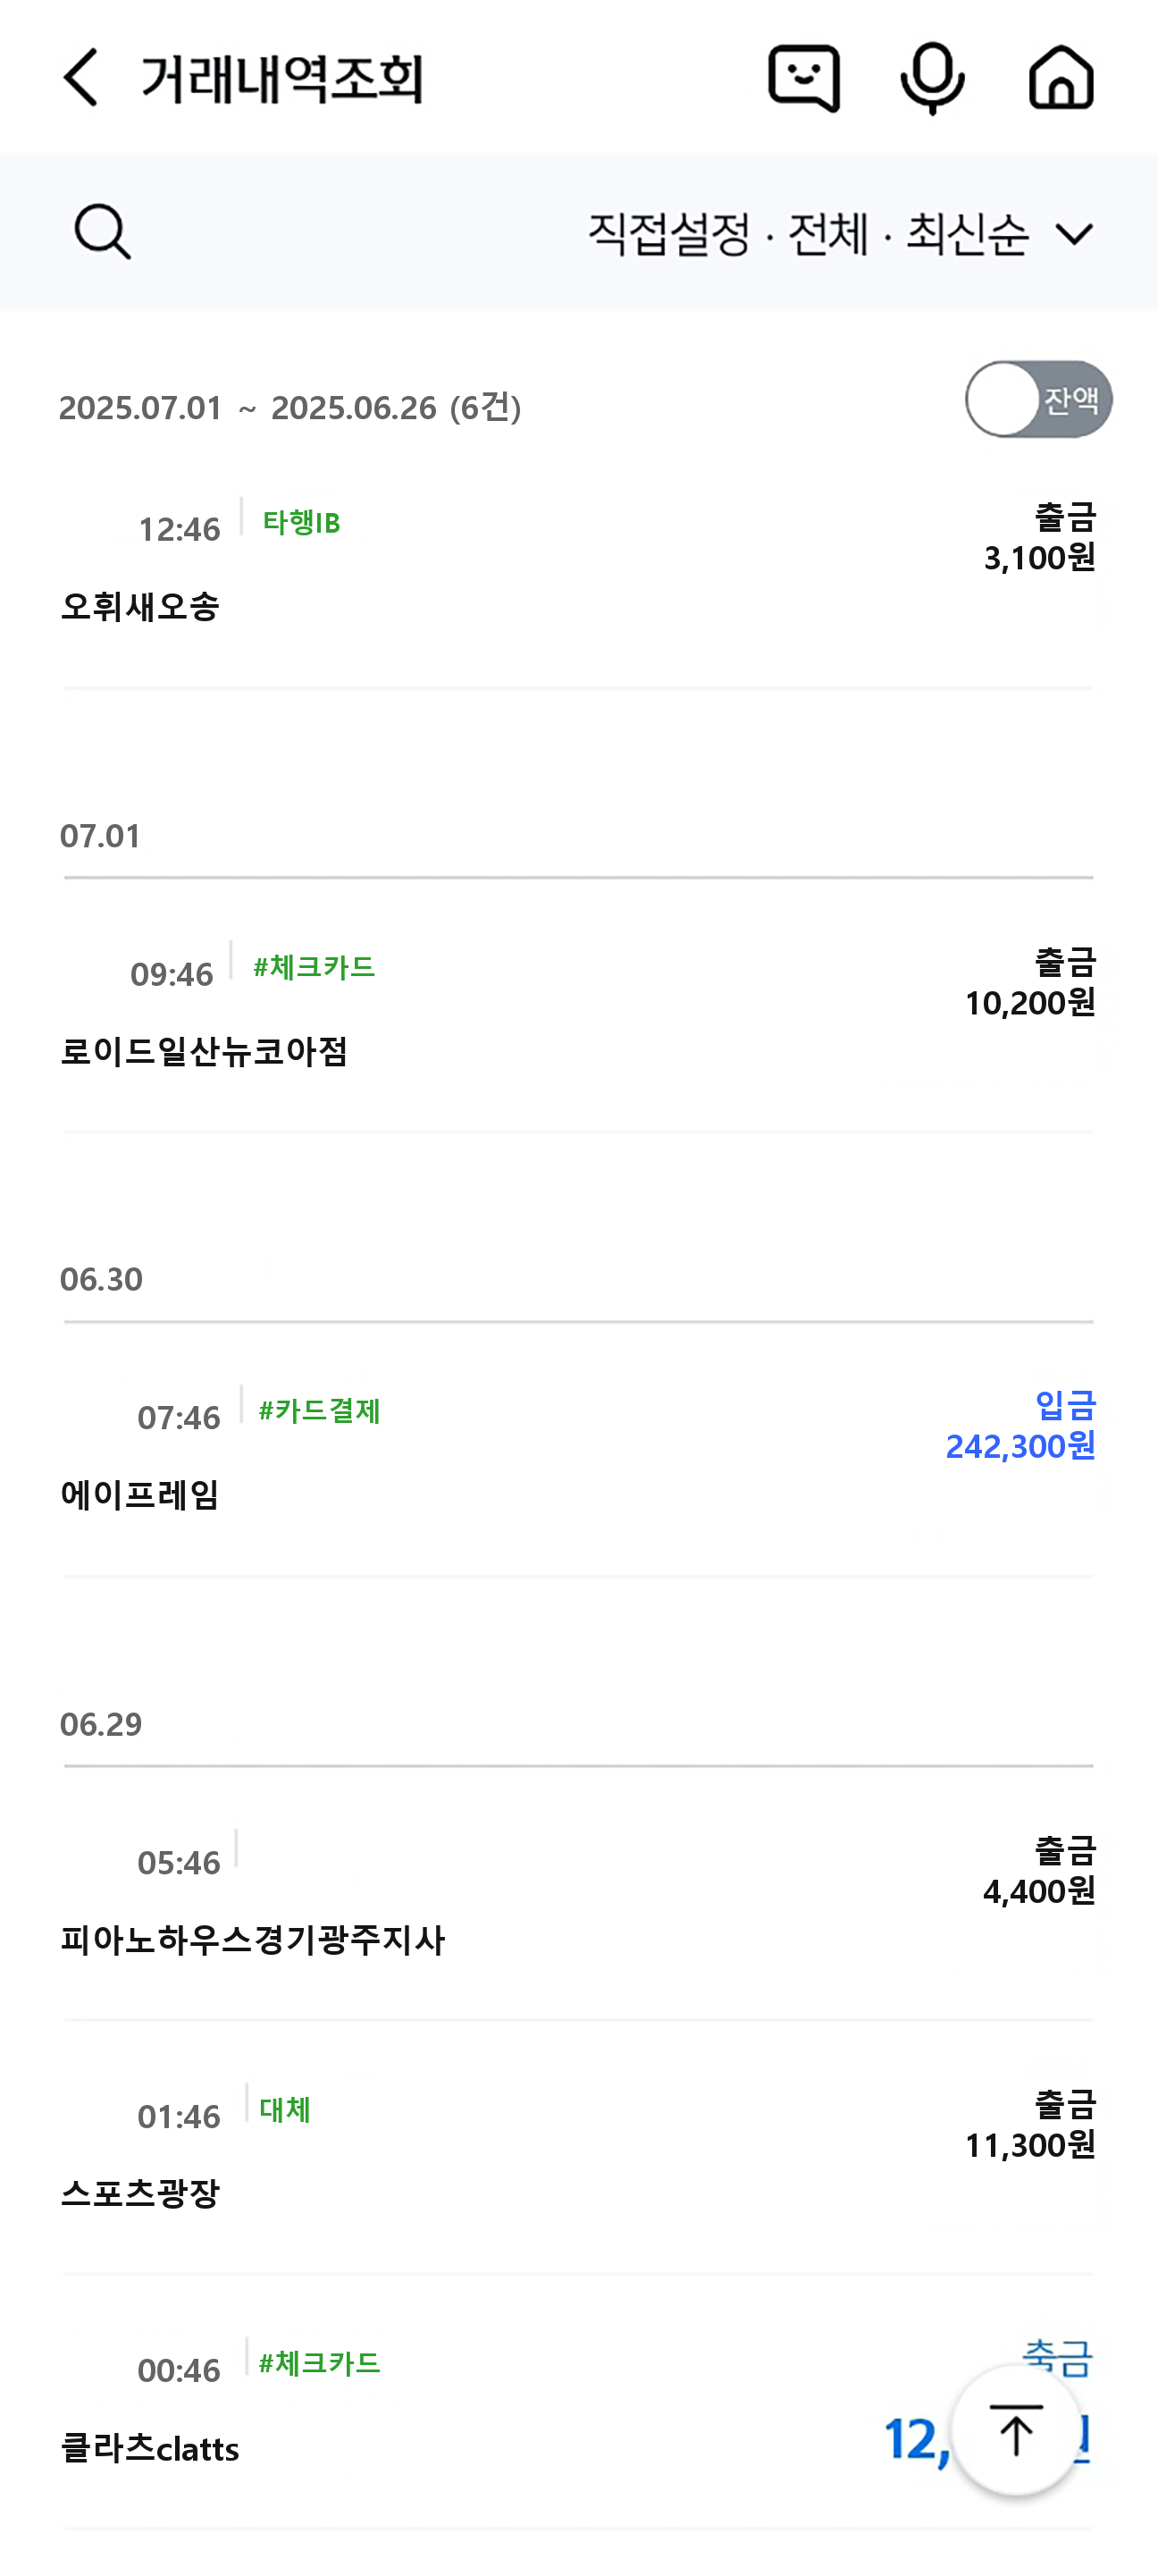 거래내역조회
직접설정 · 전체 · 최신순
2025.07.01 ~ 2025.06.26 (6건)
잔액
12:46 타행IB
출금
3,100원
오휘새오송
07.01
09:46 #체크카드
출금
10,200원
로이드일산뉴코아점
06.30
07:46 #카드결제
입금
242,300원
에이프레임
06.29
05:46
출금
4,400원
피아노하우스경기광주지사
01:46 대체
출금
11,300원
스포츠광장
00:46 #체크카드
출금
12,
클라츠clatts